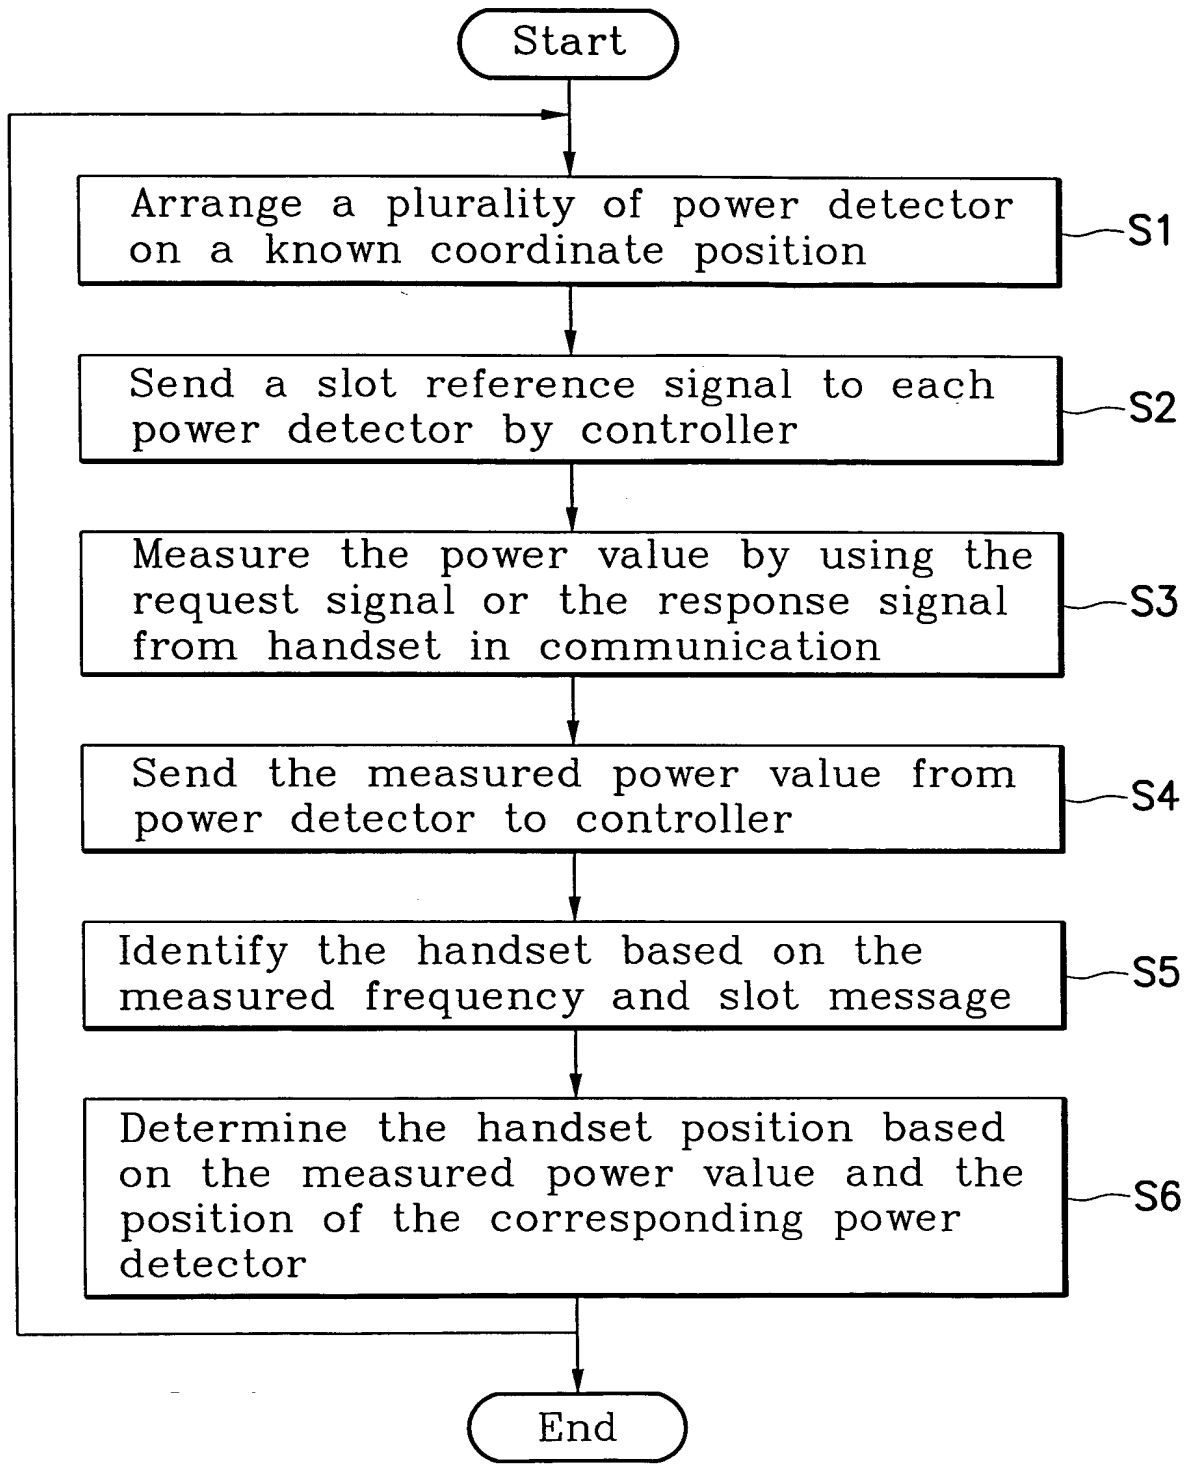 Start
Arrange a plurality of power detector
on a known coordinate position
S1
Send a slot reference signal to each
power detector by controller
S2
Measure the power value by using the
request signal or the response signal
from handset in communication
S3
Send the measured power value from
power detector to controller
S4
Identify the handset based on the
measured frequency and slot message
S5
Determine the handset position based
on the measured power value and the
position of the corresponding power
detector
S6
End